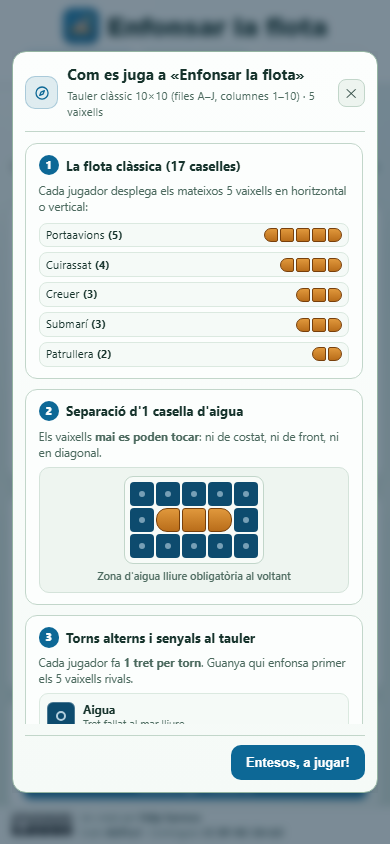 Enfonsar la flota
Com es juga a «Enfonsar la flota»
Tauler clàssic 10×10 (files A–J, columnes 1–10) · 5
vaixells
1 La flota clàssica (17 caselles)
Cada jugador desplega els mateixos 5 vaixells en horitzontal
o vertical:
Portaavions (5)
Cuirassat (4)
Creuer (3)
Submarí (3)
Patrullera (2)
2 Separació d'1 casella d'aigua
Els vaixells mai es poden tocar: ni de costat, ni de front, ni
en diagonal.
Zona d'aigua lliure obligatòria al voltant
3 Torns alterns i senyals al tauler
Cada jugador fa 1 tret per torn. Guanya qui enfonsa primer
els 5 vaixells rivals.
Aigua
Tret fallat al mar lliure
Entesos, a jugar!